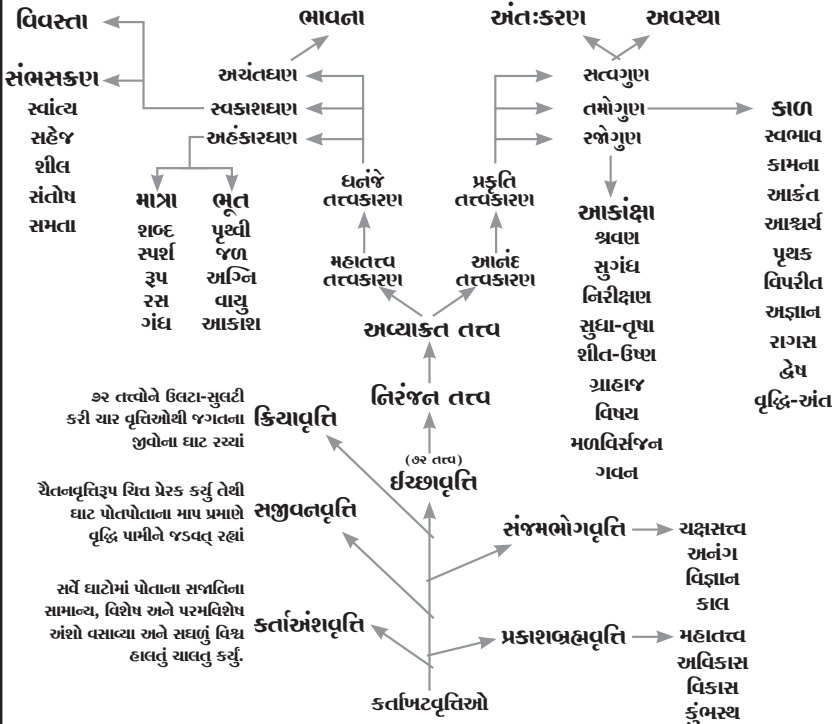 વિવસ્તા
ભાવના
અંતઃકરણ
અવસ્થા
સંભસક્રણ
સ્વાંત્ય
સહેજ
શીલ
સંતોષ
સમતા
અચંતઘણ
સ્વકાશઘણ
અહંકારઘણ
સત્વગુણ
તમોગુણ
રજોગુણ
કાળ
સ્વભાવ
કામના
આક્રંત
આશ્ચર્ય
પૃથક
વિપરીત
અજ્ઞાન
રાગસ
દ્વેષ
વૃદ્ધિ-અંત
માત્રા
શબ્દ
સ્પર્શ
રૂપ
રસ
ગંધ
ભૂત
પૃથ્વી
જળ
અગ્નિ
વાયુ
આકાશ
ધનંજે
તત્ત્વકારણ
પ્રકૃતિ
તત્ત્વકારણ
આકાંક્ષા
શ્રવણ
સુગંધ
નિરીક્ષણ
સુધા-તૃષા
શીત-ઉષ્ણ
ગ્રાહાજ
વિષય
મળવિર્સજન
ગવન
મહાતત્ત્વ
તત્ત્વકારણ
આનંદ
તત્ત્વકારણ
અવ્યાક્રત તત્ત્વ
નિરંજન તત્ત્વ
(૭૨ તત્ત્વ)
ઈચ્છાવૃત્તિ
૭૨ તત્ત્વોને ઉલટા-સુલટી
કરી ચાર વૃત્તિઓથી જગતના
જીવોના ઘાટ રચ્યાં
ક્રિયાવૃત્તિ
ચૈતનવૃત્તિરૂપ ચિત્ત પ્રેરક કર્યુ તેથી
ઘાટ પોતપોતાના માપ પ્રમાણે
વૃદ્ધિ પામીને જડવત્ રહ્યાં
સજીવનવૃત્તિ
સર્વે ઘાટોમાં પોતાના સજાતિના
સામાન્ય, વિશેષ અને પરમવિશેષ
અંશો વસાવ્યા અને સઘળું વિશ્વ
હાલતું ચાલતુ કર્યું.
કર્તાઅંશવૃત્તિ
સંજમભોગવૃત્તિ
ચક્ષસત્ત્વ
અનંગ
વિજ્ઞાન
કાલ
પ્રકાશબ્રહ્મવૃત્તિ
મહાતત્ત્વ
અવિકાસ
વિકાસ
કુંભસ્થ
કર્તાખટવૃત્તિઓ